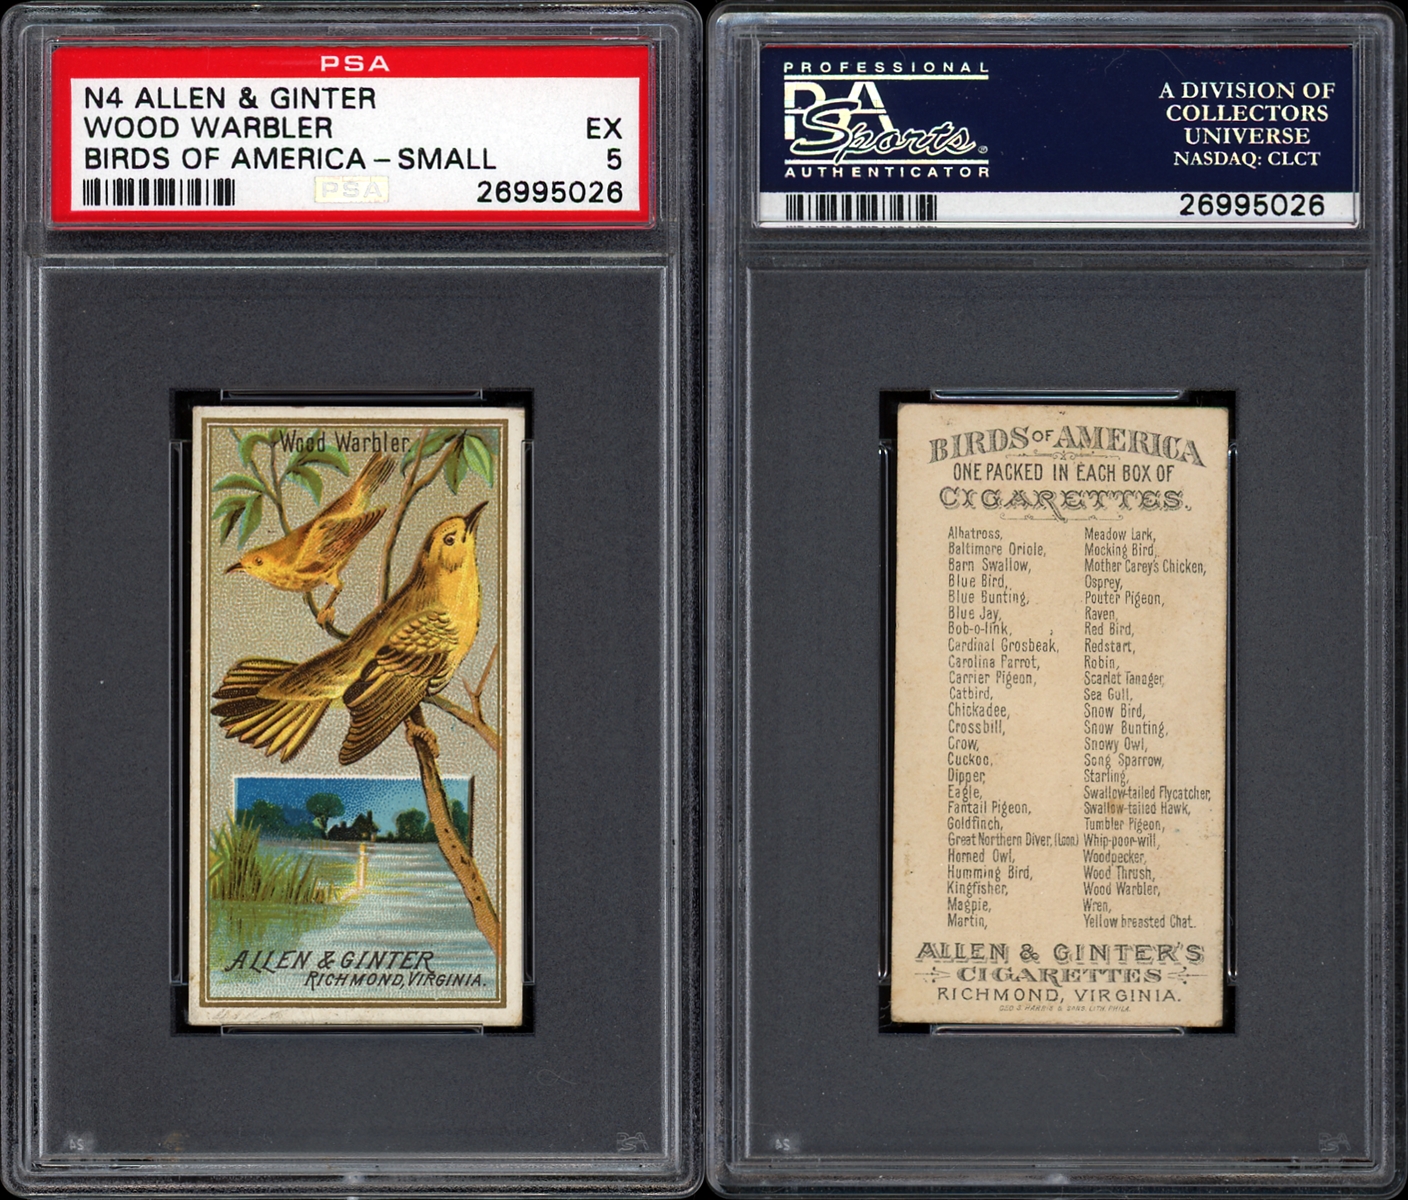 PSA
N4 ALLEN & GINTER
WOOD WARBLER EX
BIRDS OF AMERICA – SMALL 5
PSA 26995026
Wood Warbler.
ALLEN & GINTER
RICHMOND, VIRGINIA.
PROFESSIONAL
PSA
Sports®
AUTHENTICATOR
A DIVISION OF
COLLECTORS
UNIVERSE
NASDAQ: CLCT
26995026
BIRDS OF AMERICA
ONE PACKED IN EACH BOX OF
CIGARETTES.
Albatross,
Baltimore Oriole,
Barn Swallow,
Blue Bird,
Blue Bunting,
Blue Jay,
Bob-o-link,
Cardinal Grosbeak,
Carolina Parrot,
Carrier Pigeon,
Catbird,
Chickadee,
Crossbill,
Crow,
Cuckoo,
Dipper,
Eagle,
Fantail Pigeon,
Goldfinch,
Great Northern Diver, (Loon)
Horned Owl,
Humming Bird,
Kingfisher,
Magpie,
Martin,
Meadow Lark,
Mocking Bird,
Mother Carey's Chicken,
Osprey,
Pouter Pigeon,
Raven,
Red Bird,
Redstart,
Robin,
Scarlet Tanager,
Sea Gull,
Snow Bird,
Snow Bunting,
Snowy Owl,
Song Sparrow,
Starling,
Swallow-tailed Flycatcher,
Swallow-tailed Hawk,
Tumbler Pigeon,
Whip-poor-will,
Woodpecker,
Wood Thrush,
Wood Warbler,
Wren,
Yellow breasted Chat.
ALLEN & GINTER'S
CIGARETTES
RICHMOND, VIRGINIA.
GEO. S. HARRIS & SONS, LITH. PHILA.